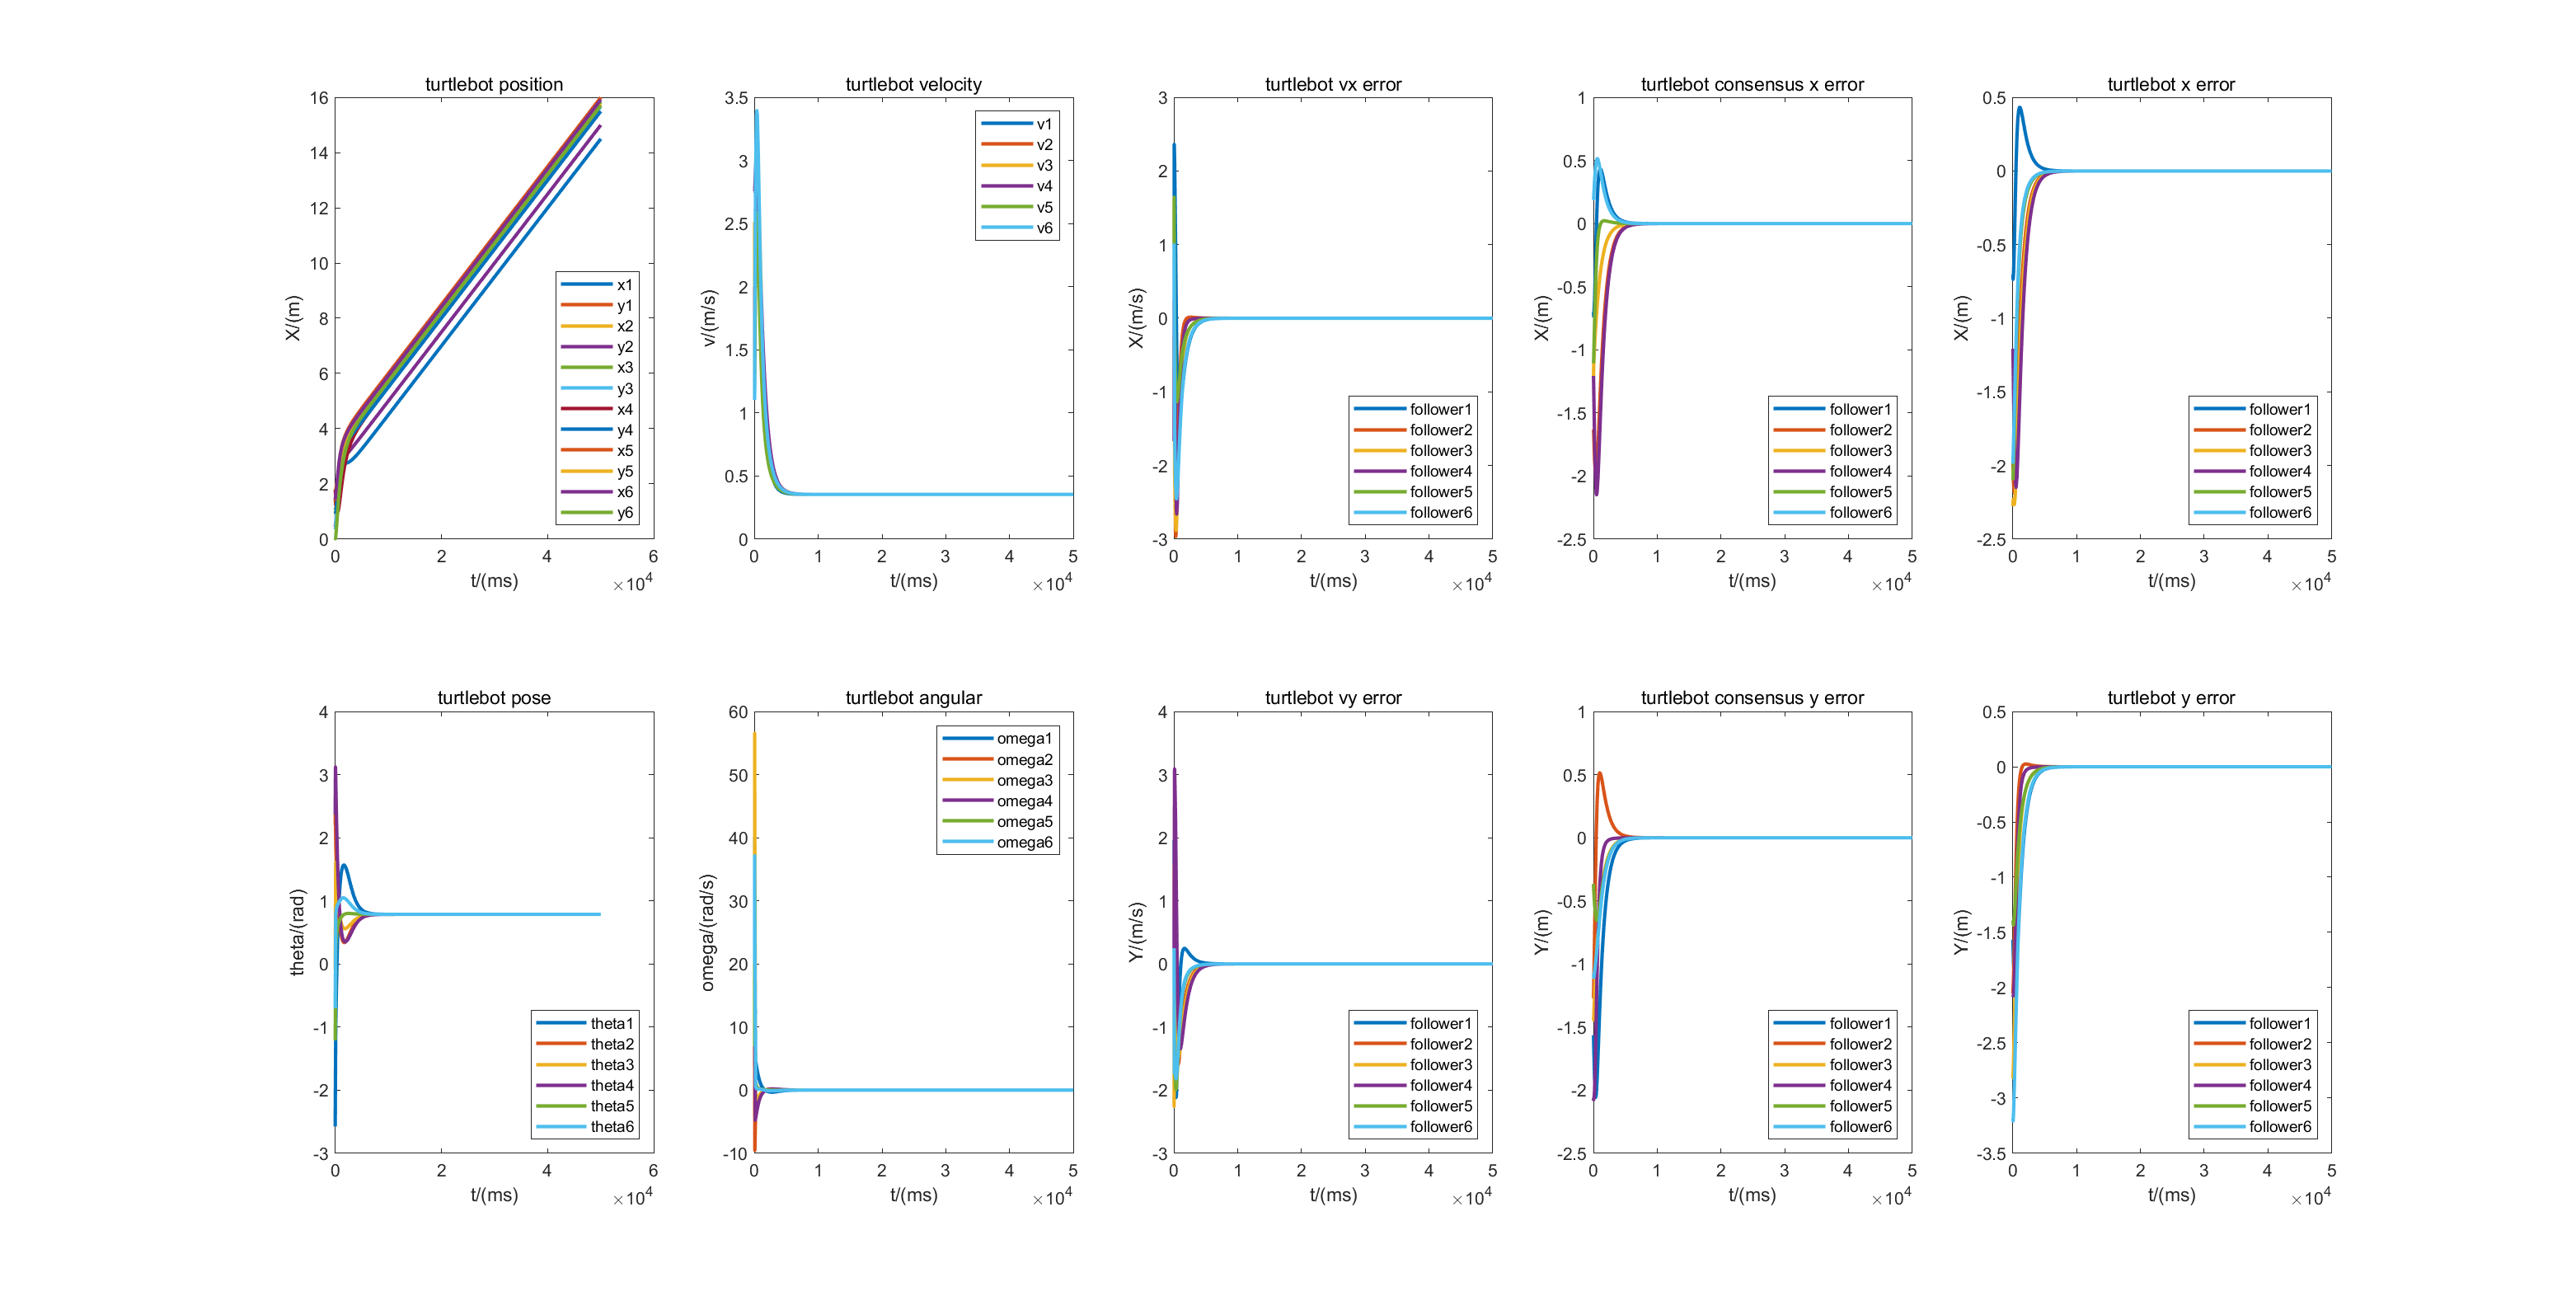 turtlebot position
16
14
12
10
8
6
4
2
0
X/(m)
x1
y1
x2
y2
x3
y3
x4
y4
x5
y5
x6
y6
0 2 4 6
t/(ms)
×10^4
turtlebot velocity
3.5
3
2.5
2
1.5
1
0.5
0
v/(m/s)
v1
v2
v3
v4
v5
v6
0 1 2 3 4 5
t/(ms)
×10^4
turtlebot vx error
3
2
1
0
-1
-2
-3
X/(m/s)
follower1
follower2
follower3
follower4
follower5
follower6
0 1 2 3 4 5
t/(ms)
×10^4
turtlebot consensus x error
1
0.5
0
-0.5
-1
-1.5
-2
-2.5
X/(m)
follower1
follower2
follower3
follower4
follower5
follower6
0 1 2 3 4 5
t/(ms)
×10^4
turtlebot x error
0.5
0
-0.5
-1
-1.5
-2
-2.5
X/(m)
follower1
follower2
follower3
follower4
follower5
follower6
0 1 2 3 4 5
t/(ms)
×10^4
turtlebot pose
4
3
2
1
0
-1
-2
-3
theta/(rad)
theta1
theta2
theta3
theta4
theta5
theta6
0 2 4 6
t/(ms)
×10^4
turtlebot angular
60
50
40
30
20
10
0
-10
omega/(rad/s)
omega1
omega2
omega3
omega4
omega5
omega6
0 1 2 3 4 5
t/(ms)
×10^4
turtlebot vy error
4
3
2
1
0
-1
-2
-3
Y/(m/s)
follower1
follower2
follower3
follower4
follower5
follower6
0 1 2 3 4 5
t/(ms)
×10^4
turtlebot consensus y error
1
0.5
0
-0.5
-1
-1.5
-2
-2.5
Y/(m)
follower1
follower2
follower3
follower4
follower5
follower6
0 1 2 3 4 5
t/(ms)
×10^4
turtlebot y error
0.5
0
-0.5
-1
-1.5
-2
-2.5
-3
-3.5
Y/(m)
follower1
follower2
follower3
follower4
follower5
follower6
0 1 2 3 4 5
t/(ms)
×10^4